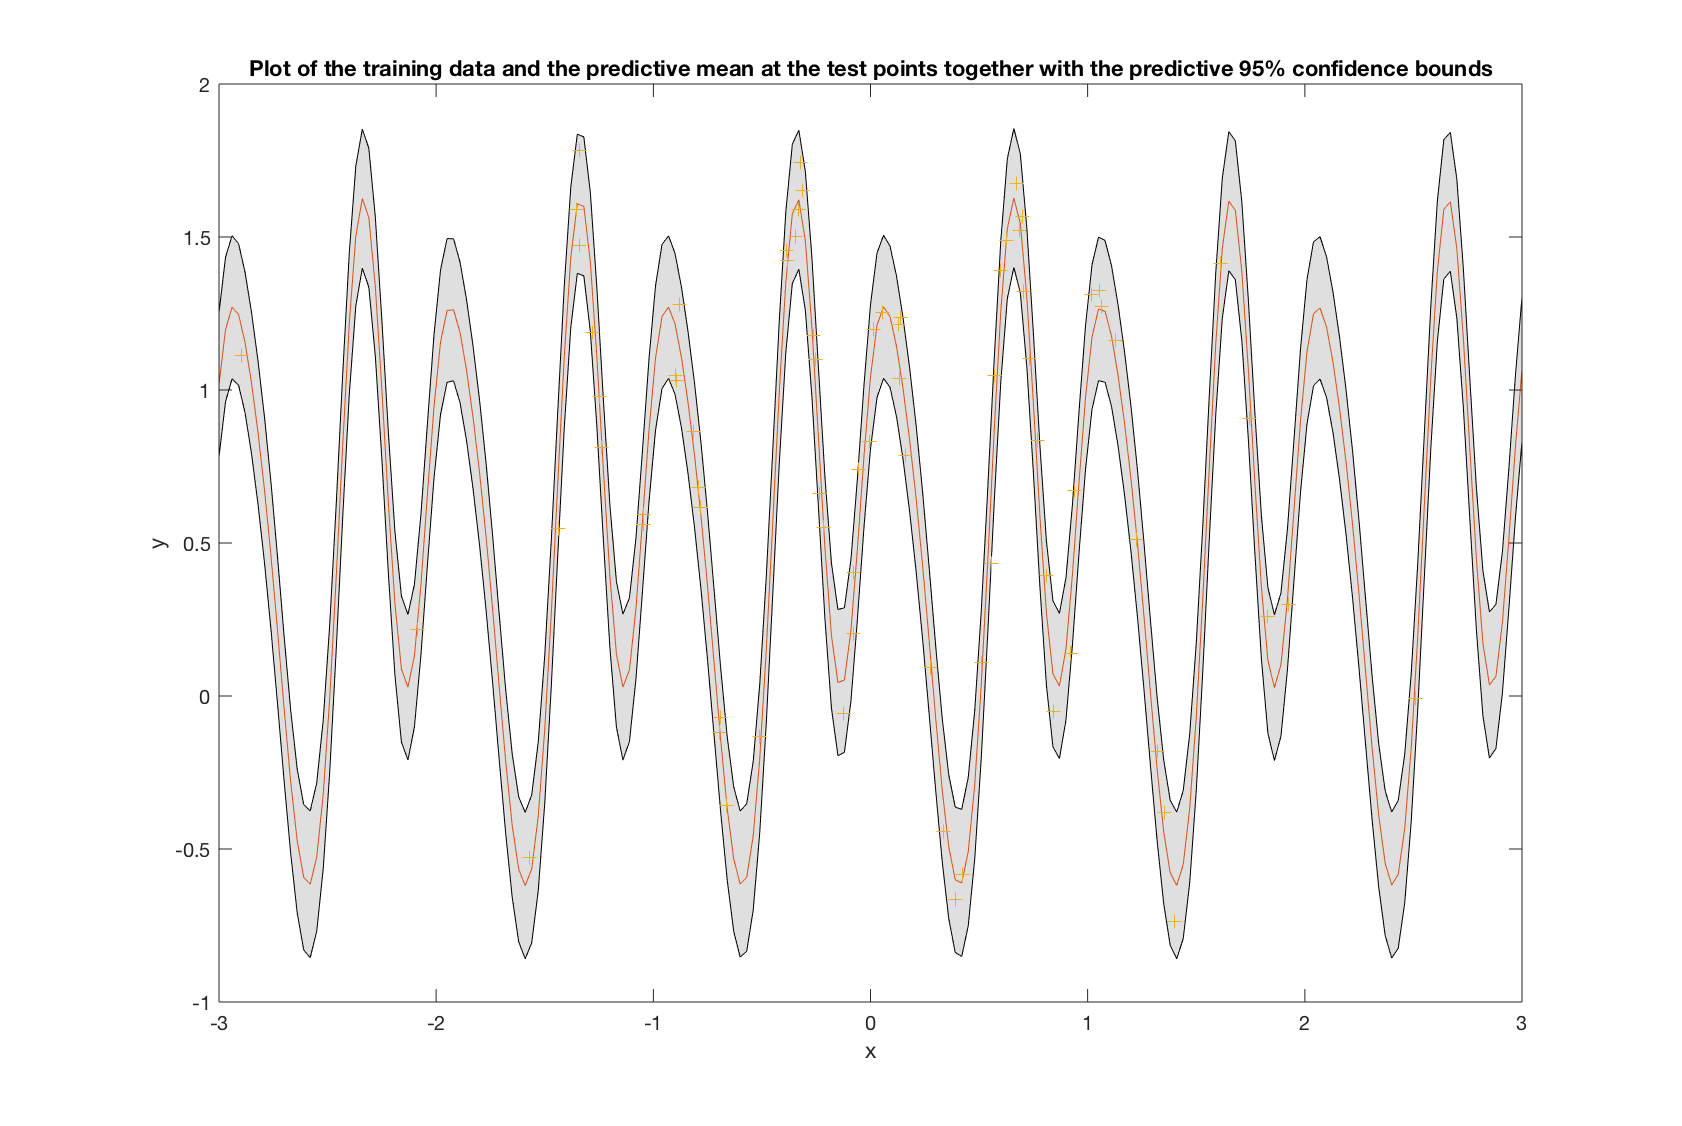 Plot of the training data and the predictive mean at the test points together with the predictive 95% confidence bounds
2
1.5
1
0.5
0
-0.5
-1
y
-3 -2 -1 0 1 2 3
x